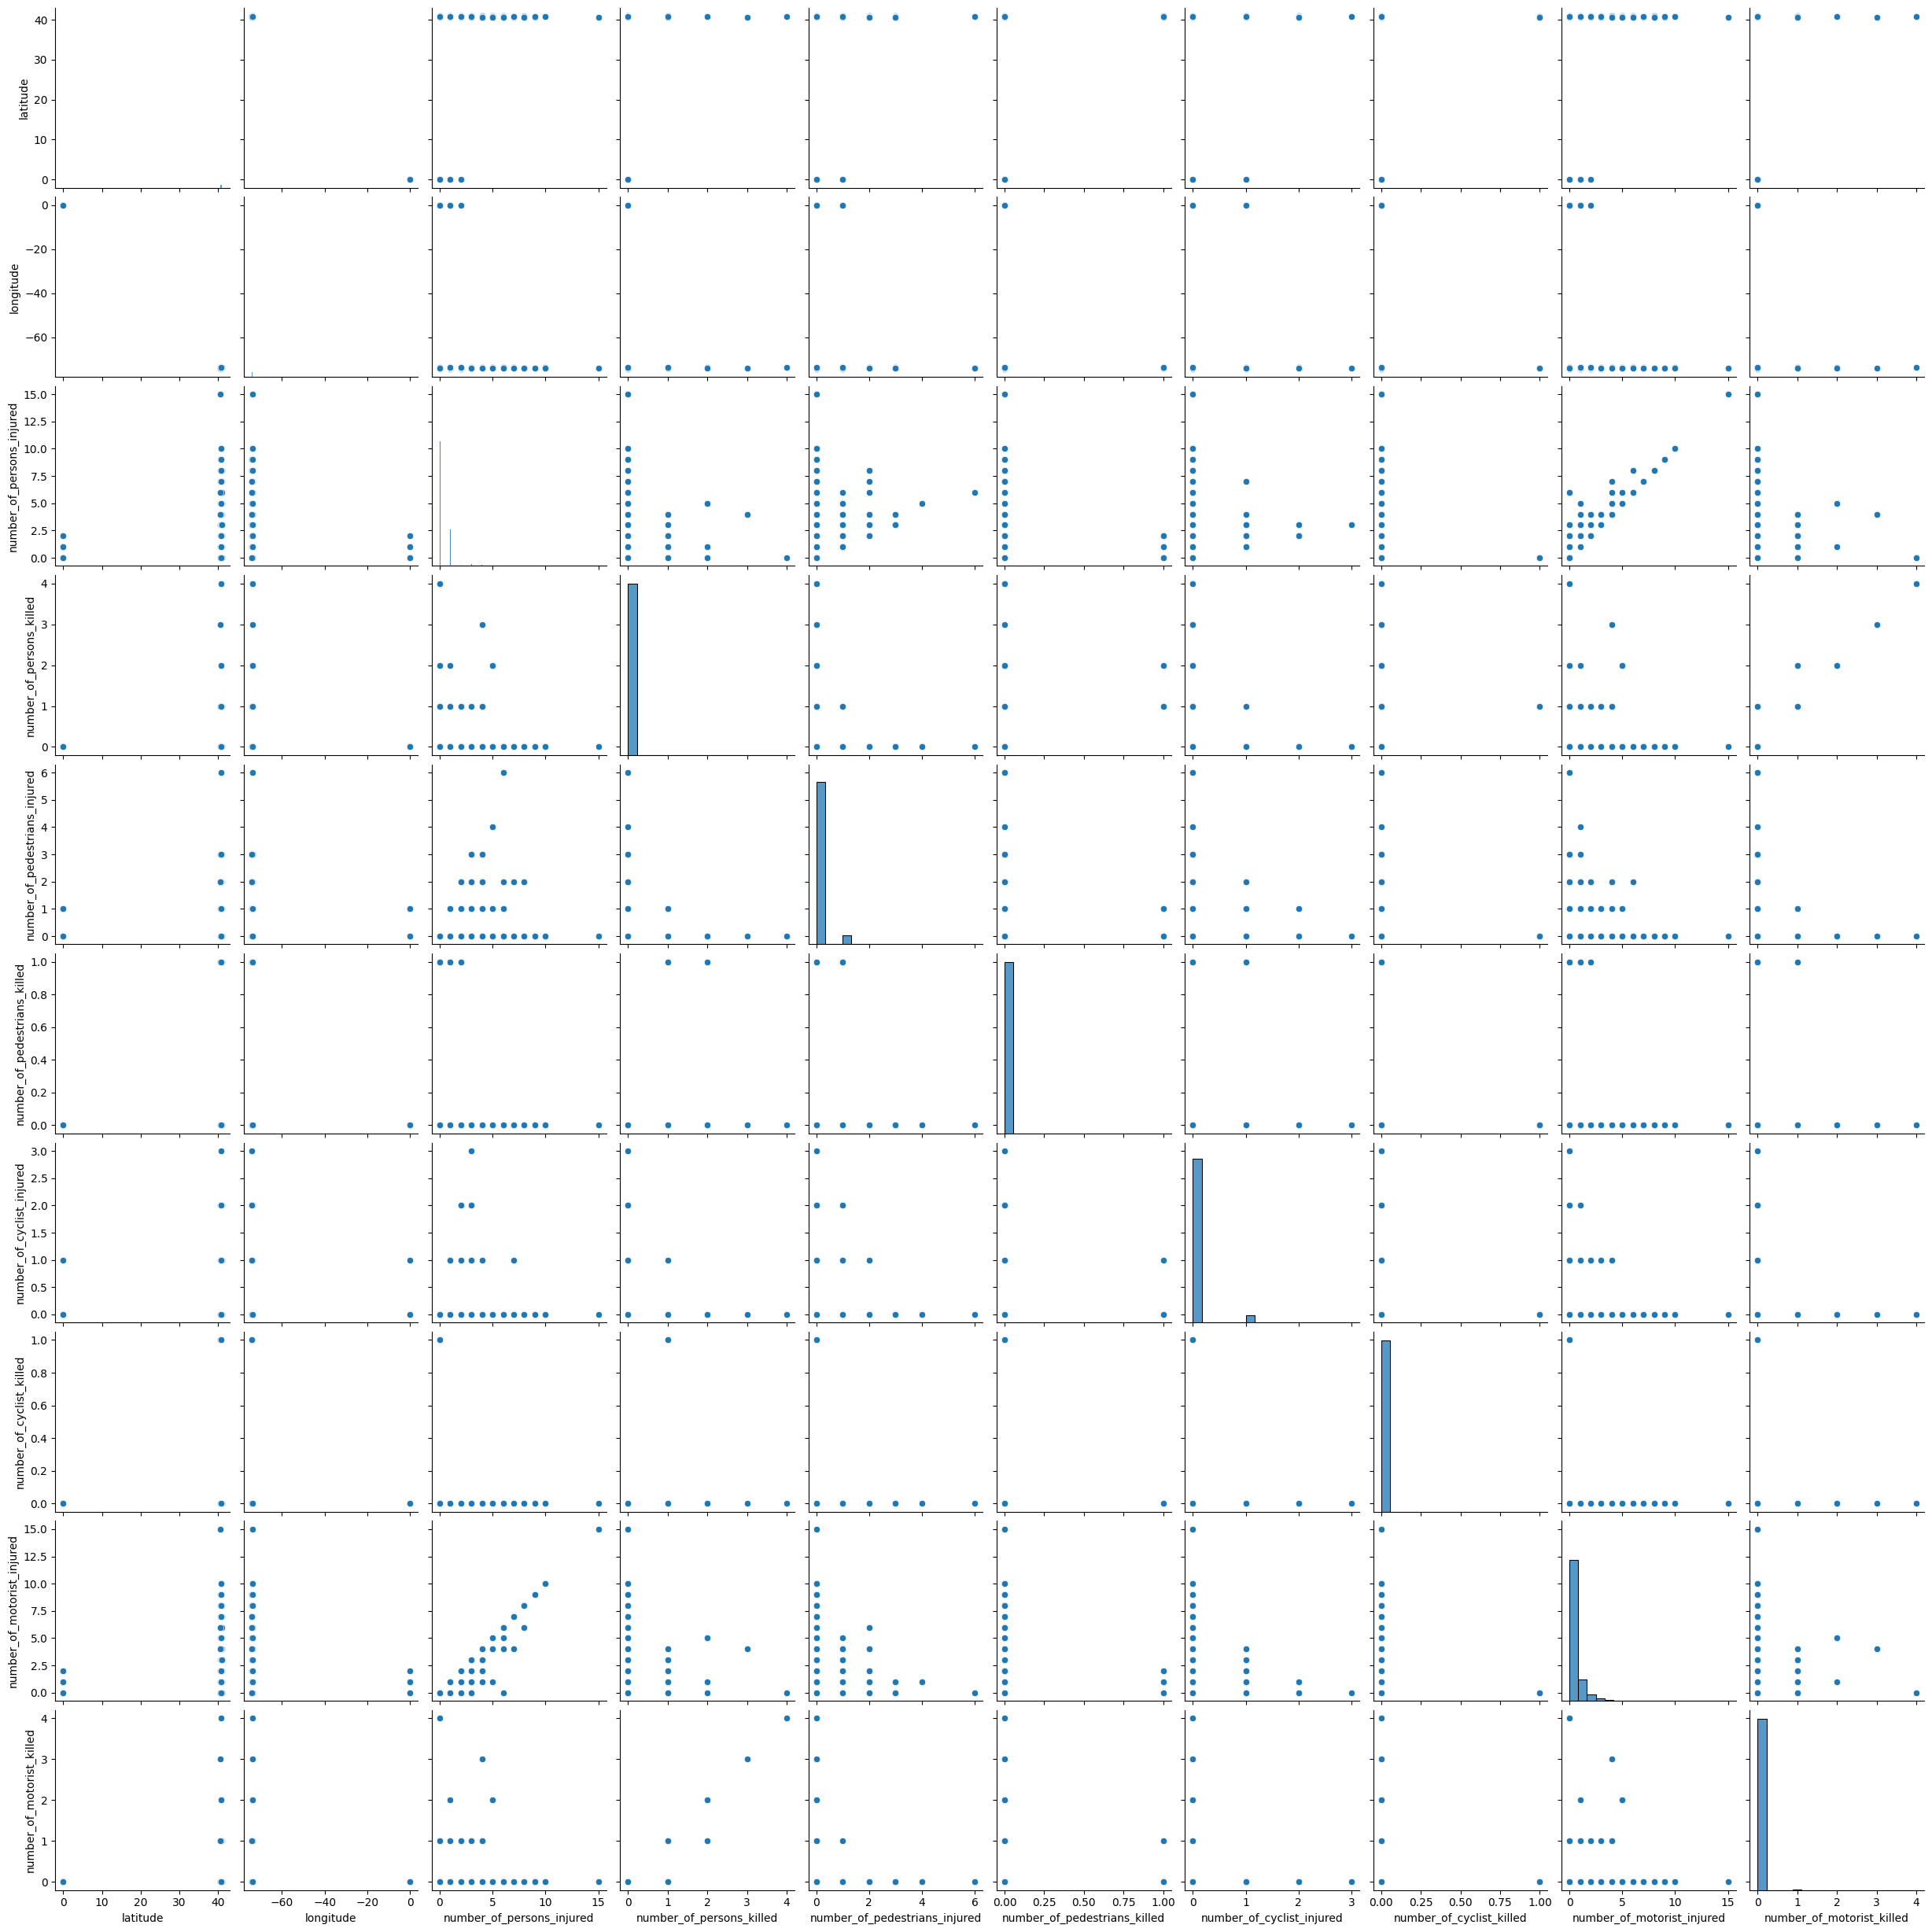 40
30
20
10
0
latitude
0
−20
−40
−60
longitude
15.0
12.5
10.0
7.5
5.0
2.5
0.0
number_of_persons_injured
4
3
2
1
0
number_of_persons_killed
6
5
4
3
2
1
0
number_of_pedestrians_injured
1.0
0.8
0.6
0.4
0.2
0.0
number_of_pedestrians_killed
3.0
2.5
2.0
1.5
1.0
0.5
0.0
number_of_cyclist_injured
1.0
0.8
0.6
0.4
0.2
0.0
number_of_cyclist_killed
15.0
12.5
10.0
7.5
5.0
2.5
0.0
number_of_motorist_injured
4
3
2
1
0
number_of_motorist_killed
0 10 20 30 40
latitude
−60 −40 −20 0
longitude
0 5 10 15
number_of_persons_injured
0 1 2 3 4
number_of_persons_killed
0 2 4 6
number_of_pedestrians_injured
0.00 0.25 0.50 0.75 1.00
number_of_pedestrians_killed
0 1 2 3
number_of_cyclist_injured
0.00 0.25 0.50 0.75 1.00
number_of_cyclist_killed
0 5 10 15
number_of_motorist_injured
0 1 2 3 4
number_of_motorist_killed